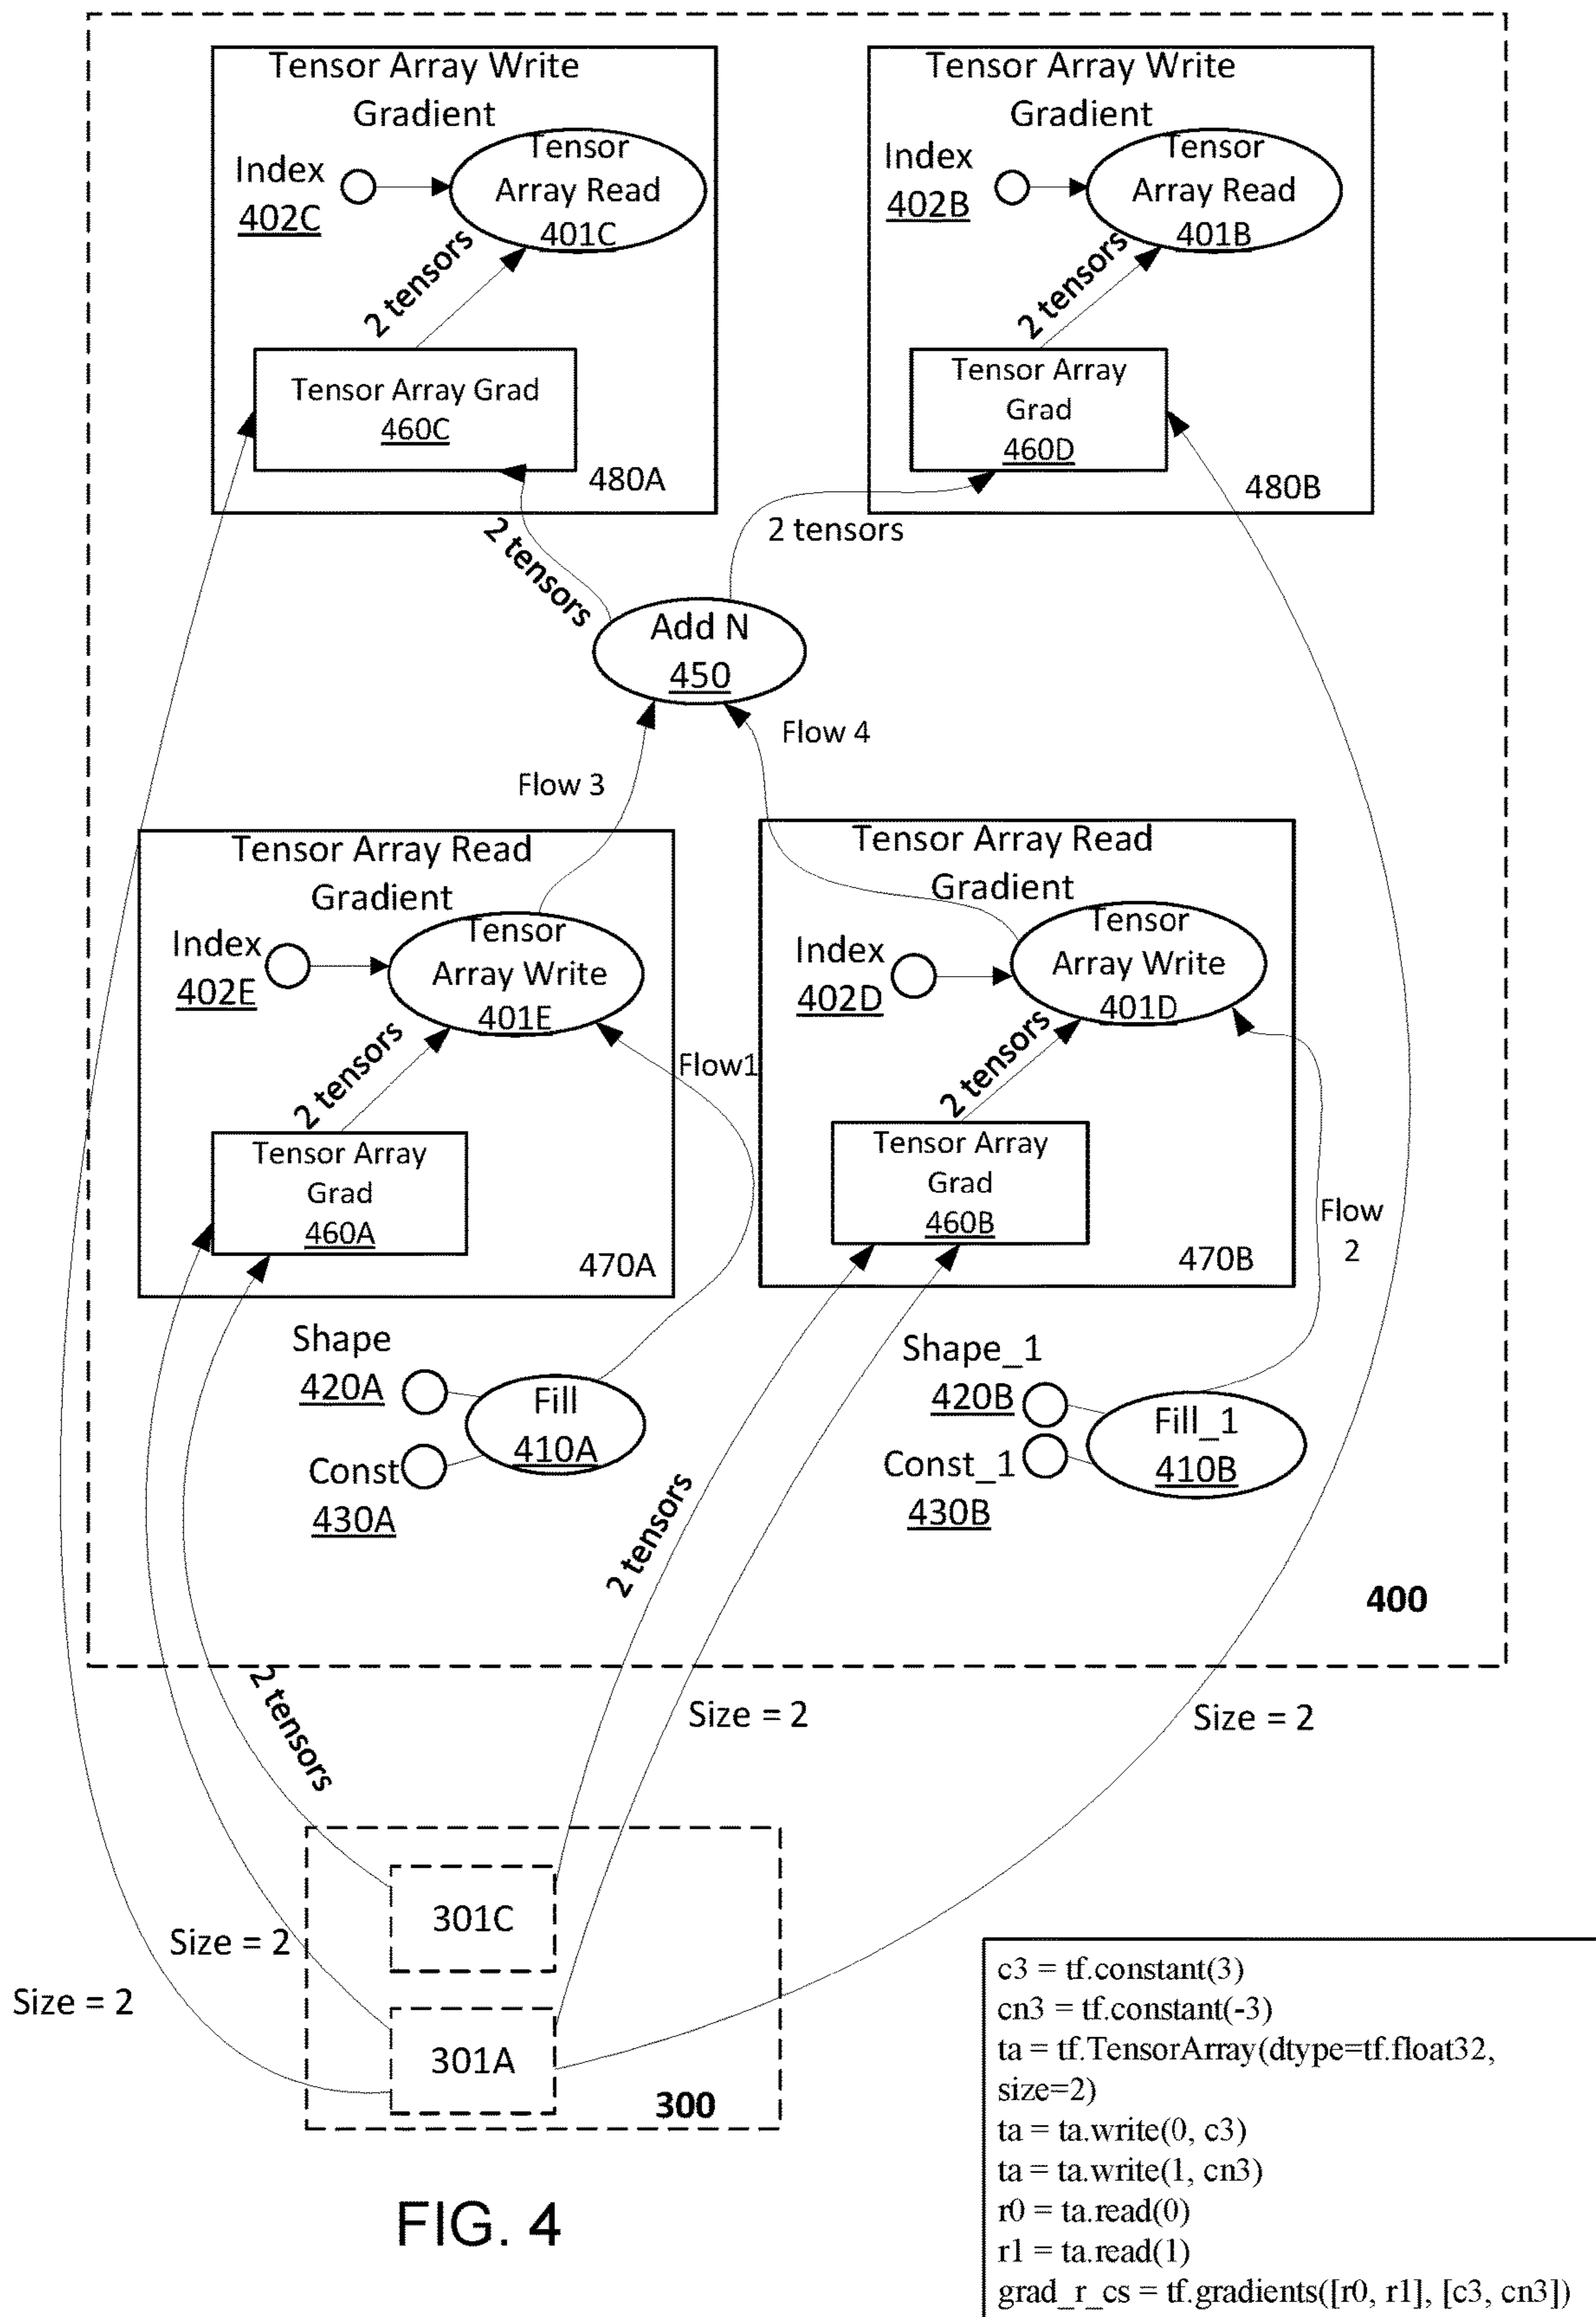 Tensor Array Write
Gradient
Index
402C
Tensor
Array Read
401C
2 tensors
Tensor Array Grad
460C
480A
Tensor Array Write
Gradient
Index
402B
Tensor
Array Read
401B
2 tensors
Tensor Array
Grad
460D
480B
2 tensors
2 tensors
Add N
450
Flow 3
Flow 4
Tensor Array Read
Gradient
Index
402E
Tensor
Array Write
401E
2 tensors
Tensor Array
Grad
460A
470A
Flow1
Tensor Array Read
Gradient
Index
402D
Tensor
Array Write
401D
2 tensors
Tensor Array
Grad
460B
470B
Flow
2
Shape
420A
Const
430A
Fill
410A
Shape_1
420B
Const_1
430B
Fill_1
410B
2 tensors
400
2 tensors
Size = 2
Size = 2
Size = 2
Size = 2
301C
301A
300
FIG. 4
c3 = tf.constant(3)
cn3 = tf.constant(-3)
ta = tf.TensorArray(dtype=tf.float32,
size=2)
ta = ta.write(0, c3)
ta = ta.write(1, cn3)
r0 = ta.read(0)
r1 = ta.read(1)
grad_r_cs = tf.gradients([r0, r1], [c3, cn3])